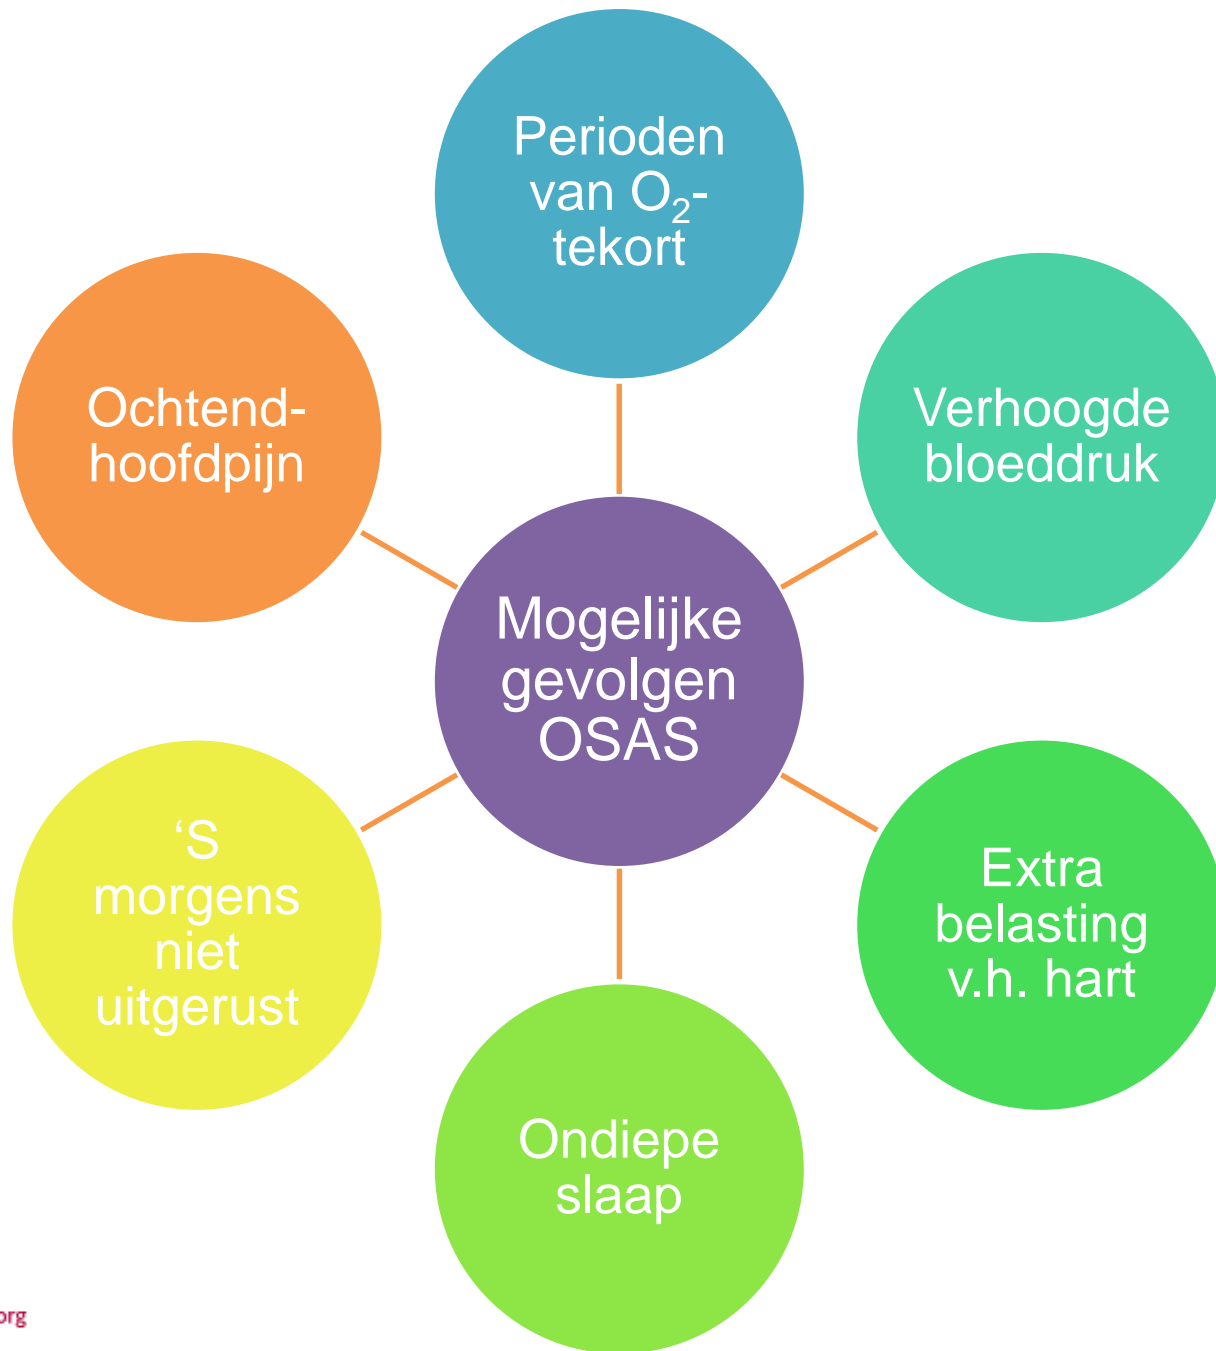 Perioden
van O₂-
tekort
Ochtend-
hoofdpijn
Verhoogde
bloeddruk
Mogelijke
gevolgen
OSAS
‘S
morgens
niet
uitgerust
Extra
belasting
v.h. hart
Ondiepe
slaap
org